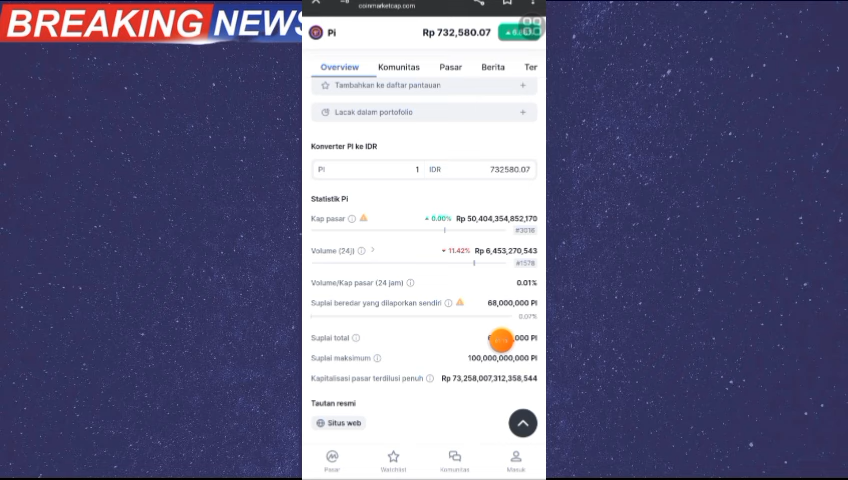 BREAKING NEWS
coinmarketcap.com
Pi
Rp 732,580.07
Overview Komunitas Pasar Berita Ter
Tambahkan ke daftar pantauan +
Lacak dalam portofolio +
Konverter PI ke IDR
PI 1 IDR 732580.07
Statistik Pi
Kap pasar 0.00% Rp 50,404,354,852,170
#3016
Volume (24j) 11.42% Rp 6,453,270,543
#1578
Volume/Kap pasar (24 jam) 0.01%
Suplai beredar yang dilaporkan sendiri 68,000,000 PI
0.07%
Suplai total ,000 PI
Suplai maksimum 100,000,000,000 PI
Kapitalisasi pasar terdilusi penuh Rp 73,258,007,312,358,544
Tautan resmi
Situs web
Pasar Watchlist Komunitas Masuk